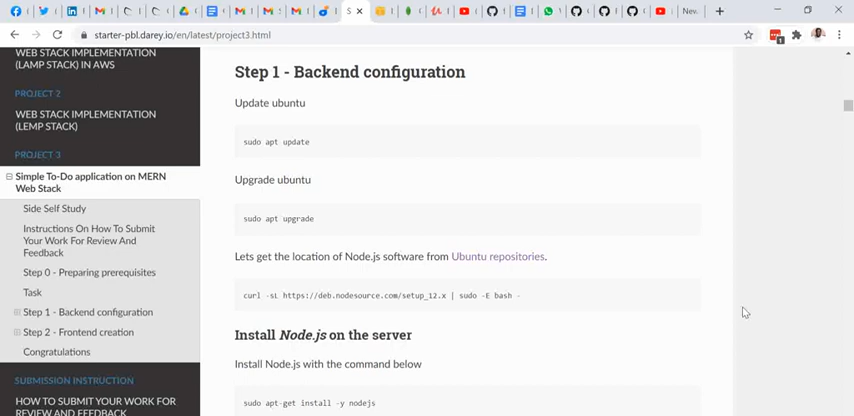 New
starter-pbl.darey.io/en/latest/project3.html
WEB STACK IMPLEMENTATION
(LAMP STACK) IN AWS
PROJECT 2
WEB STACK IMPLEMENTATION
(LEMP STACK)
PROJECT 3
Simple To-Do application on MERN
Web Stack
Side Self Study
Instructions On How To Submit
Your Work For Review And
Feedback
Step 0 - Preparing prerequisites
Task
Step 1 - Backend configuration
Step 2 - Frontend creation
Congratulations
SUBMISSION INSTRUCTION
HOW TO SUBMIT YOUR WORK FOR
REVIEW AND FEEDBACK
Step 1 - Backend configuration
Update ubuntu
sudo apt update
Upgrade ubuntu
sudo apt upgrade
Lets get the location of Node.js software from Ubuntu repositories.
curl -sL https://deb.nodesource.com/setup_12.x | sudo -E bash -
Install Node.js on the server
Install Node.js with the command below
sudo apt-get install -y nodejs